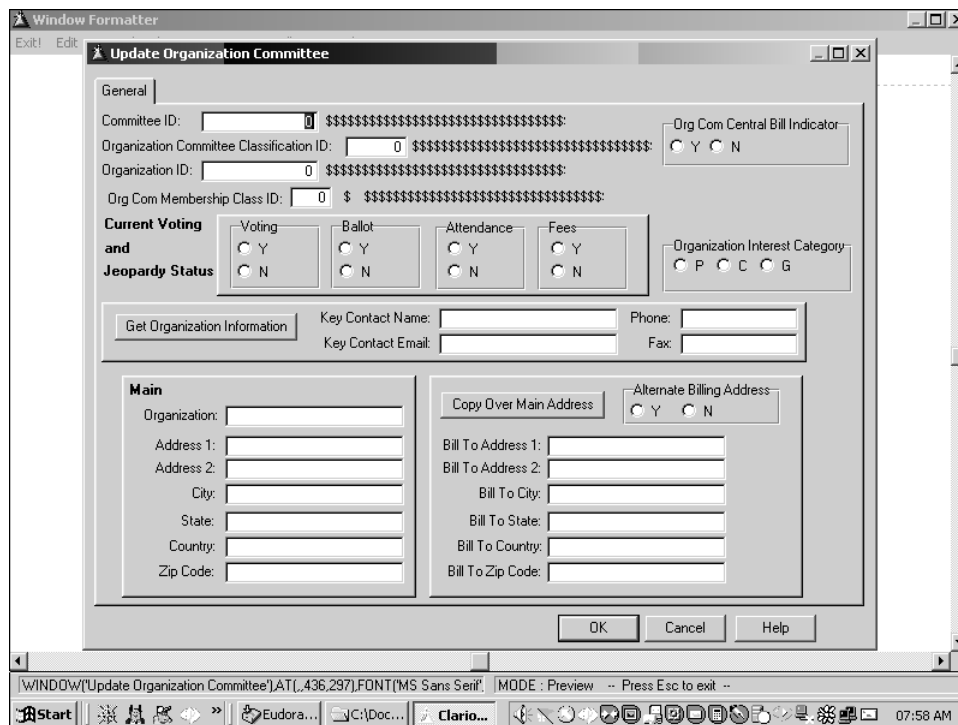 Window Formatter
Exit! Edit
Update Organization Committee
General
Committee ID: 0 $$$$$$$$$$$$$$$$$$$$$$$$$$$$$$$$$
Organization Committee Classification ID: 0 $$$$$$$$$$$$$$$$$$$$$$$$$$$$$$$$$
Organization ID: 0 $$$$$$$$$$$$$$$$$$$$$$$$$$$$$$$$$
Org Com Membership Class ID: 0 $ $$$$$$$$$$$$$$$$$$$$$$$$$$$$$$$$$
Org Com Central Bill Indicator
Y N
Current Voting
and
Jeopardy Status
Voting
Y
N
Ballot
Y
N
Attendance
Y
N
Fees
Y
N
Organization Interest Category
P C G
Get Organization Information
Key Contact Name:
Phone:
Key Contact Email:
Fax:
Main
Organization:
Address 1:
Address 2:
City:
State:
Country:
Zip Code:
Copy Over Main Address
Alternate Billing Address
Y N
Bill To Address 1:
Bill To Address 2:
Bill To City:
Bill To State:
Bill To Country:
Bill To Zip Code:
OK Cancel Help
WINDOW('Update Organization Committee'),AT(,,436,297),FONT('MS Sans Serif', MODE : Preview -- Press Esc to exit --
Start » Eudora... C:\Doc... Clario... 07:58 AM